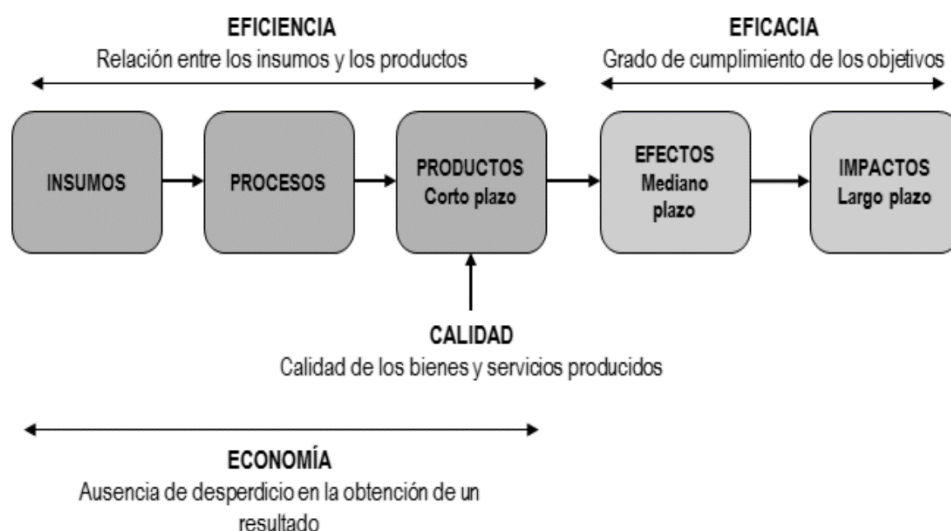 EFICIENCIA
Relación entre los insumos y los productos
EFICACIA
Grado de cumplimiento de los objetivos
INSUMOS
PROCESOS
PRODUCTOS
Corto plazo
EFECTOS
Mediano
plazo
IMPACTOS
Largo plazo
CALIDAD
Calidad de los bienes y servicios producidos
ECONOMÍA
Ausencia de desperdicio en la obtención de un
resultado